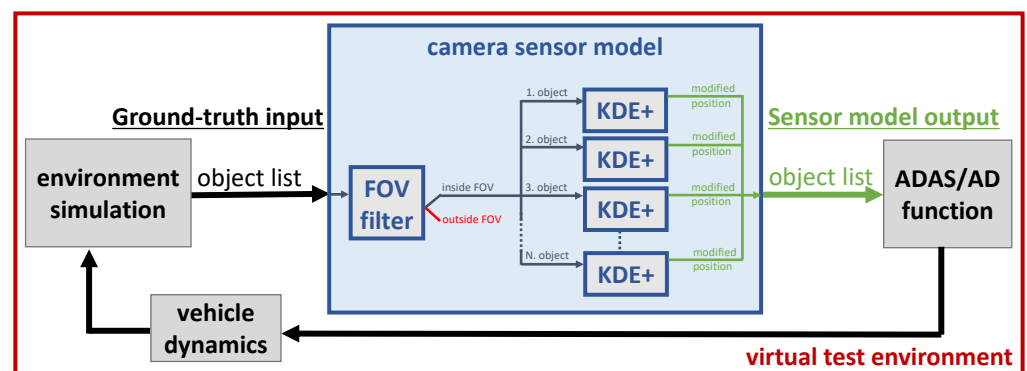 camera sensor model
Ground-truth input
Sensor model output
environment
simulation
object list
FOV
filter
inside FOV
outside FOV
1. object
KDE+
modified
position
2. object
KDE+
modified
position
3. object
KDE+
modified
position
N. object
KDE+
modified
position
object list
ADAS/AD
function
vehicle
dynamics
virtual test environment